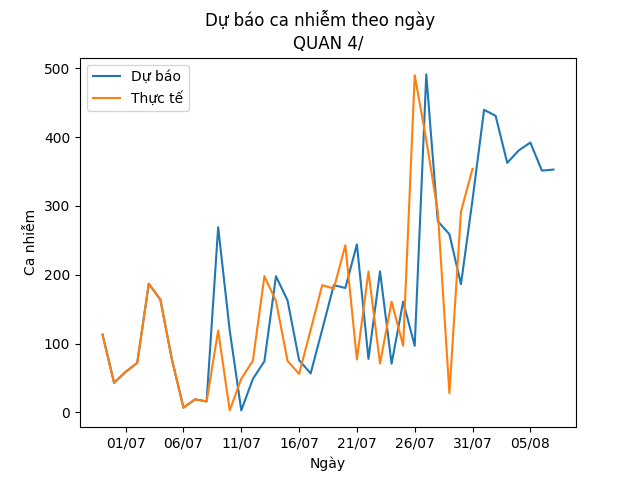 Dự báo ca nhiễm theo ngày
QUAN 4/
Dự báo
Thực tế
500
400
300
200
100
0
Ca nhiễm
01/07 06/07 11/07 16/07 21/07 26/07 31/07 05/08
Ngày